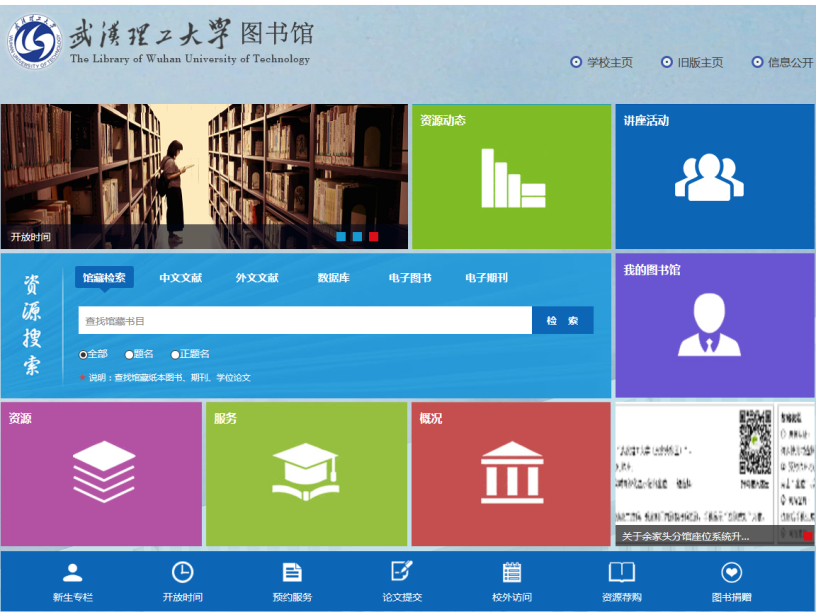 武漢理工大學 图书馆
The Library of Wuhan University of Technology
学校主页 旧版主页 信息公开
开放时间
资源动态
讲座活动
资源搜索
馆藏检索 中文文献 外文文献 数据库 电子图书 电子期刊
查找馆藏书目 检 索
全部 题名 正题名
* 说明：查找馆藏纸本图书、期刊、学位论文
我的图书馆
资源
服务
概况
关于余家头分馆座位系统升...
新生专栏 开放时间 预约服务 论文提交 校外访问 资源荐购 图书捐赠